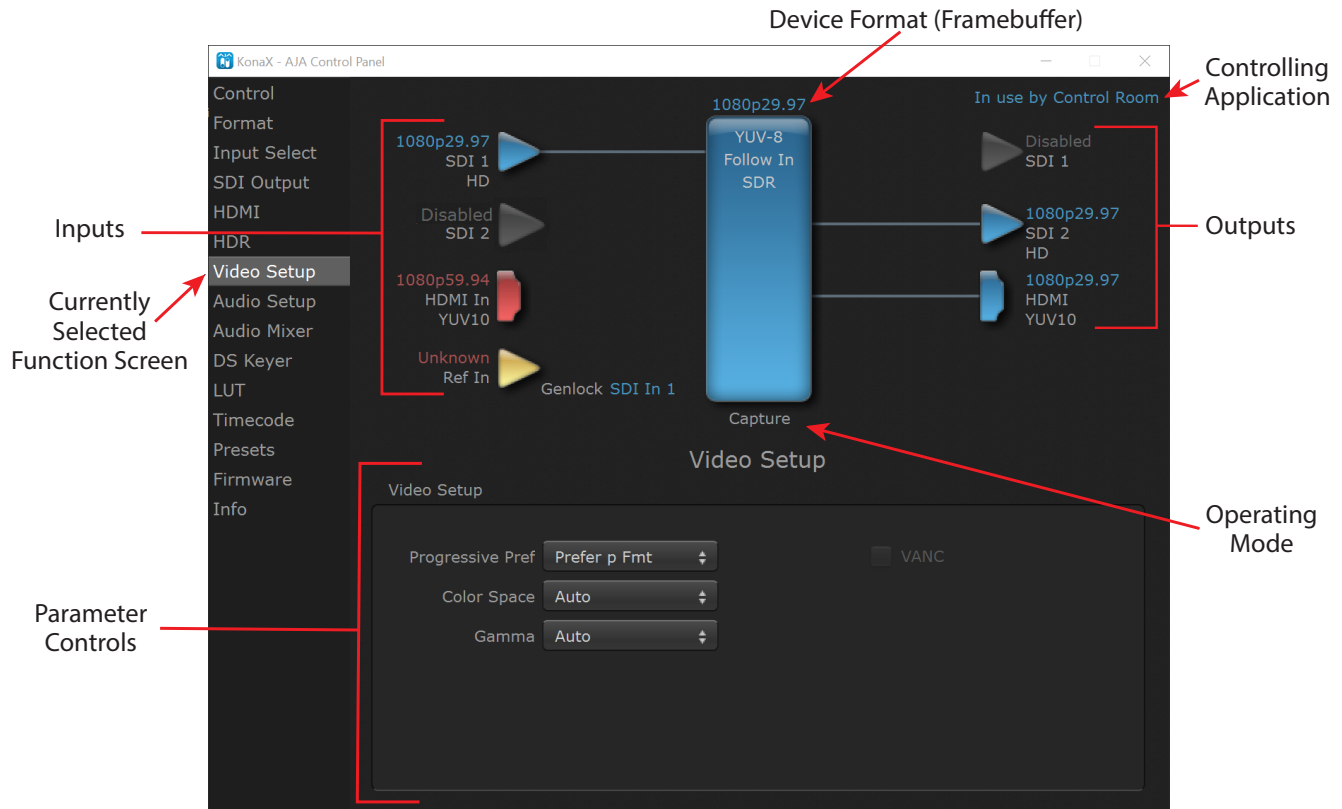 Device Format (Framebuffer)
KonaX - AJA Control Panel
Controlling
Application
Control
Format
Input Select
SDI Output
HDMI
HDR
Video Setup
Audio Setup
Audio Mixer
DS Keyer
LUT
Timecode
Presets
Firmware
Info
Inputs
Currently
Selected
Function Screen
1080p29.97
SDI 1
HD
Disabled
SDI 2
1080p59.94
HDMI In
YUV10
Unknown
Ref In
Genlock SDI In 1
1080p29.97
YUV-8
Follow In
SDR
Capture
In use by Control Room
Disabled
SDI 1
1080p29.97
SDI 2
HD
1080p29.97
HDMI
YUV10
Outputs
Operating
Mode
Video Setup
Video Setup
Progressive Pref Prefer p Fmt
VANC
Color Space Auto
Gamma Auto
Parameter
Controls